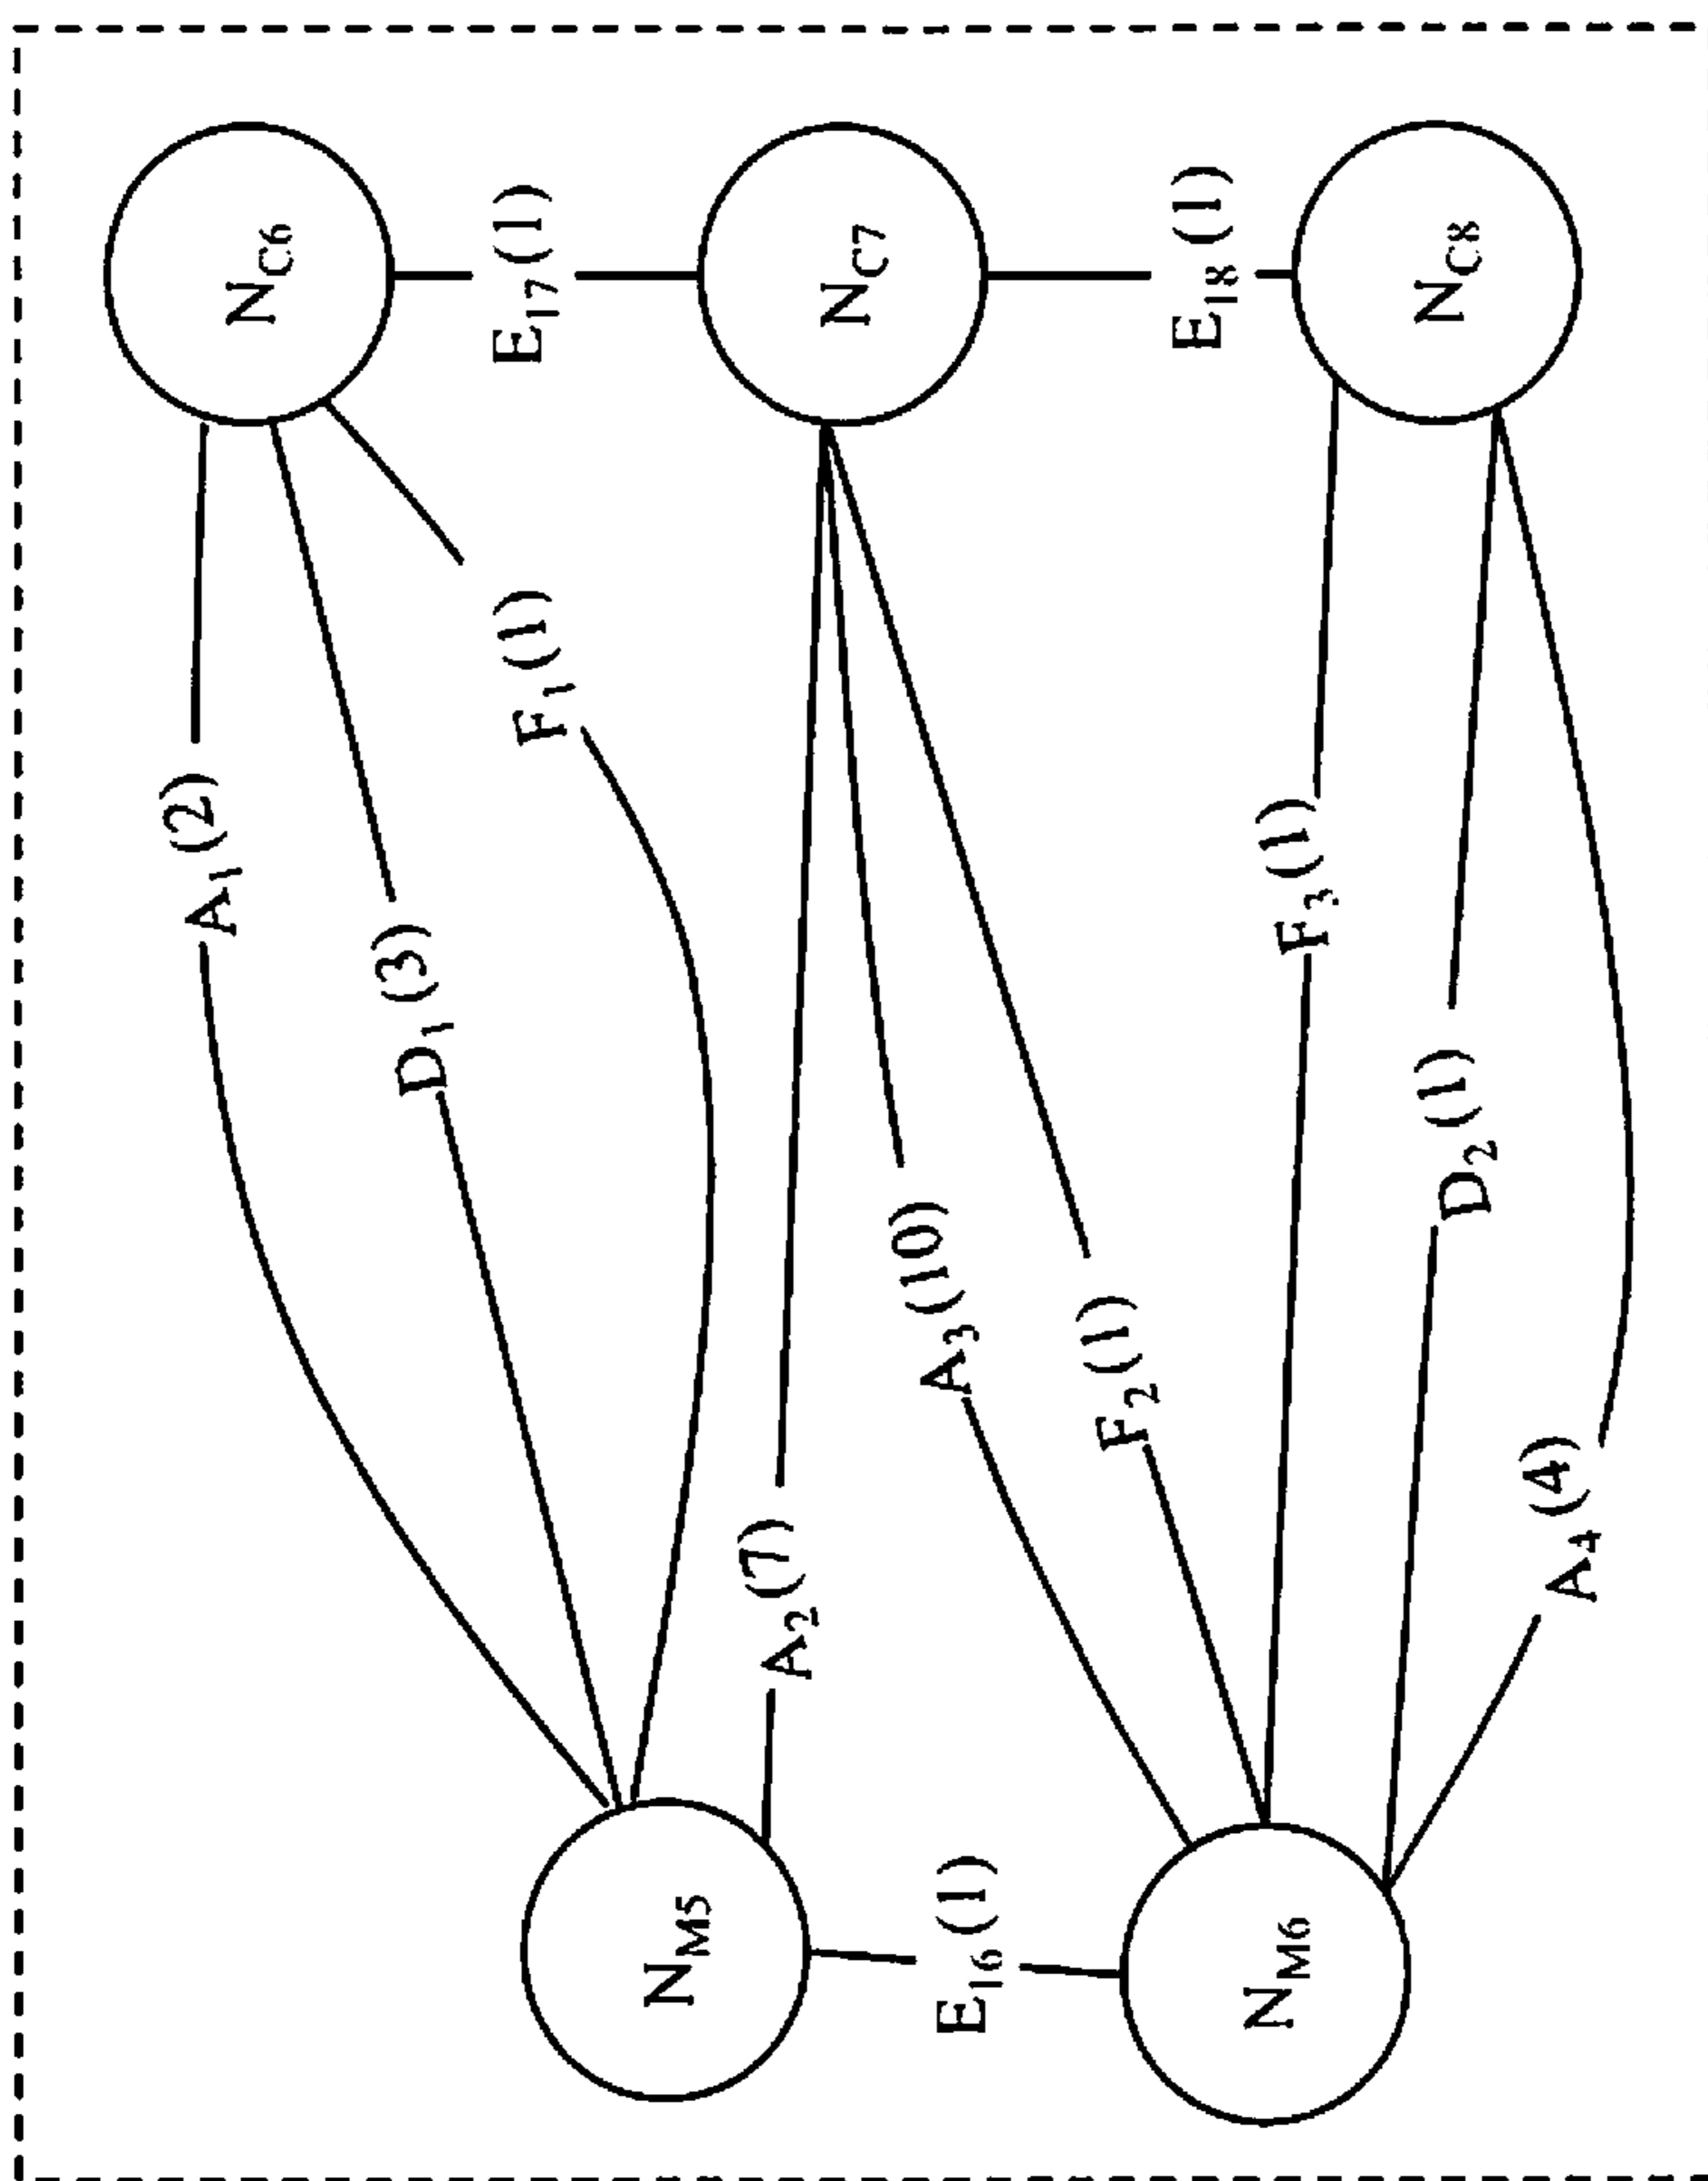 N_C6
E_17 (1)
N_C7
E_18 (1)
N_C8
A_1 (2)
D_1 (3)
F_1 (1)
A_2 (7)
A_3 (10)
F_2 (1)
F_3 (1)
D_2 (1)
A_4 (4)
N_M5
E_16 (1)
N_M6